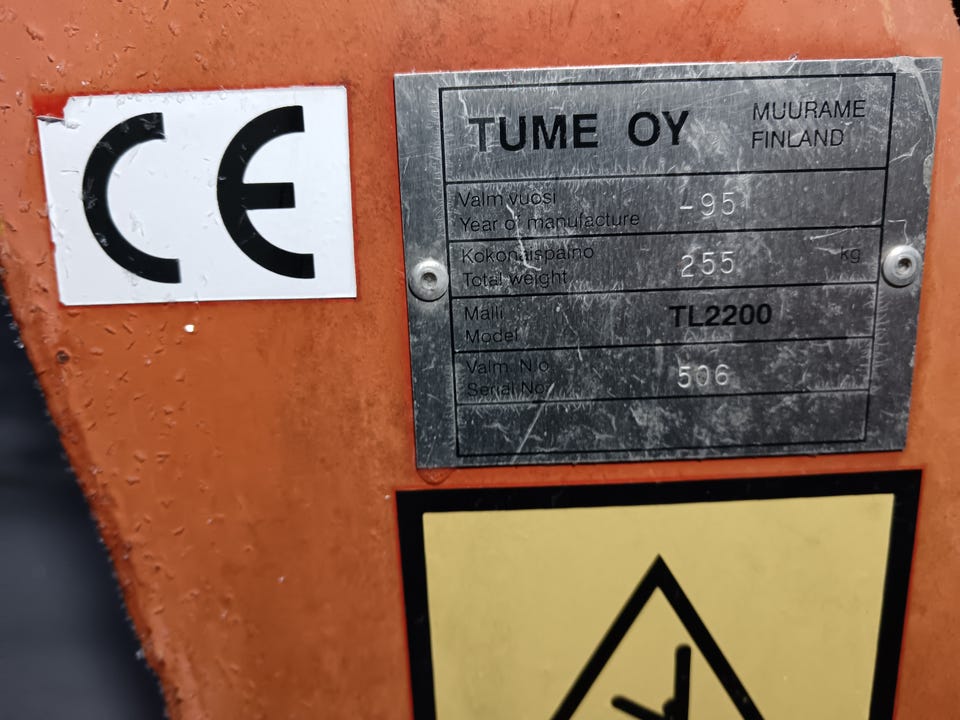 CE
TUME OY
MUURAME
FINLAND
Valm.vuosi
Year of manufacture
-95
Kokonaispaino
Total weight
255
kg
Malli
Model
TL2200
Valm. N:o
Serial No:
506